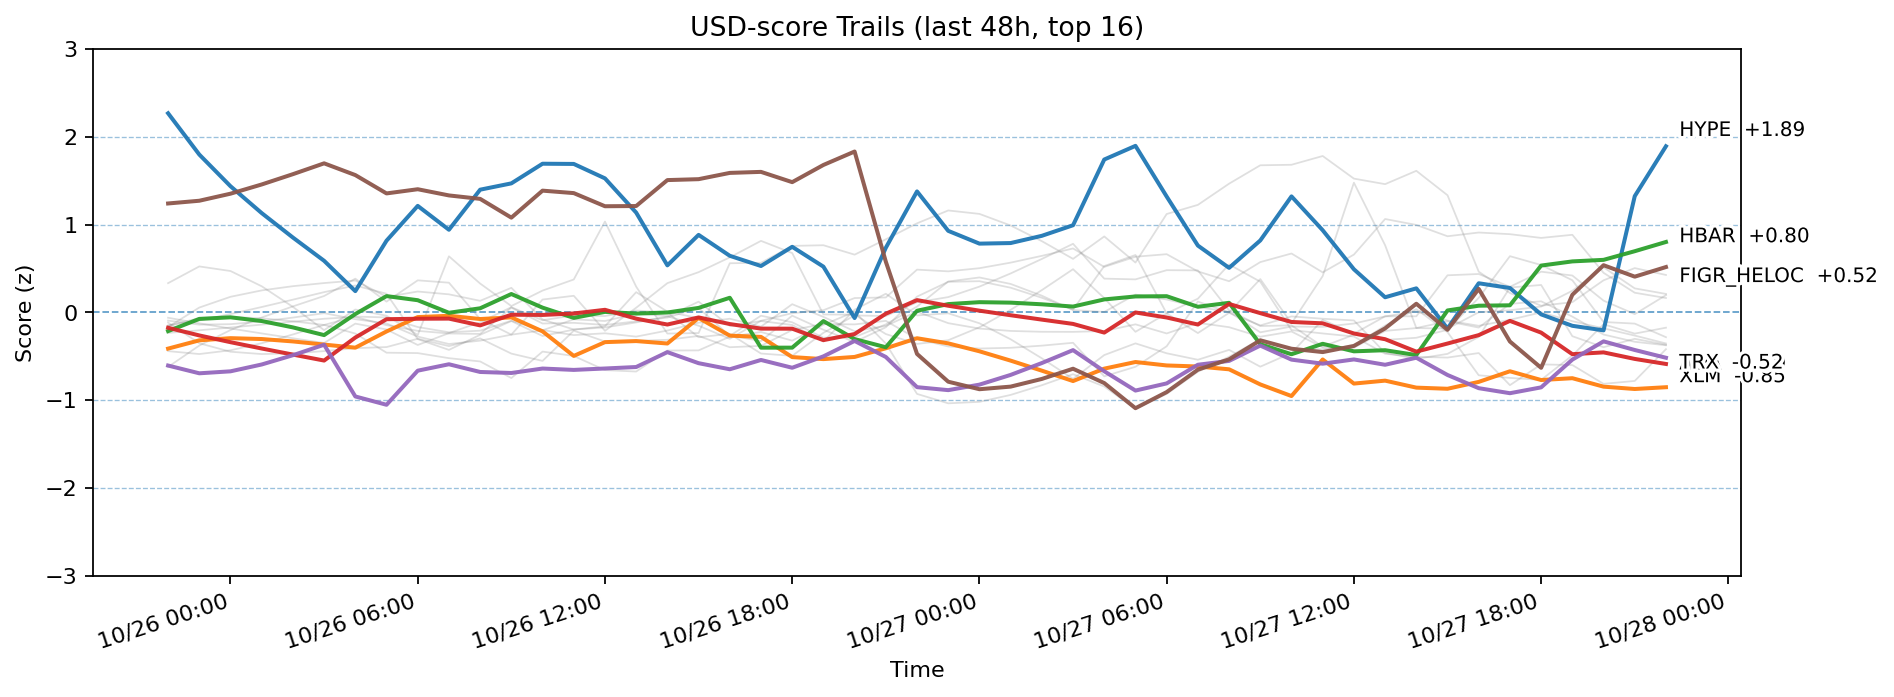 USD-score Trails (last 48h, top 16)
Score (z)
3
2
1
0
−1
−2
−3
HYPE +1.89
HBAR +0.80
FIGR_HELOC +0.52
TRX -0.52
XLM -0.85
10/26 00:00
10/26 06:00
10/26 12:00
10/26 18:00
10/27 00:00
10/27 06:00
10/27 12:00
10/27 18:00
10/28 00:00
Time